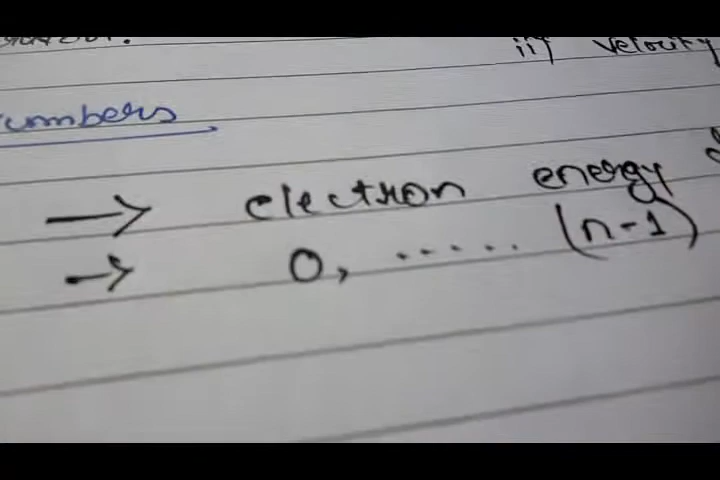 ii) velocity
umbers
→ electron energy
→ 0, ...... (n-1)